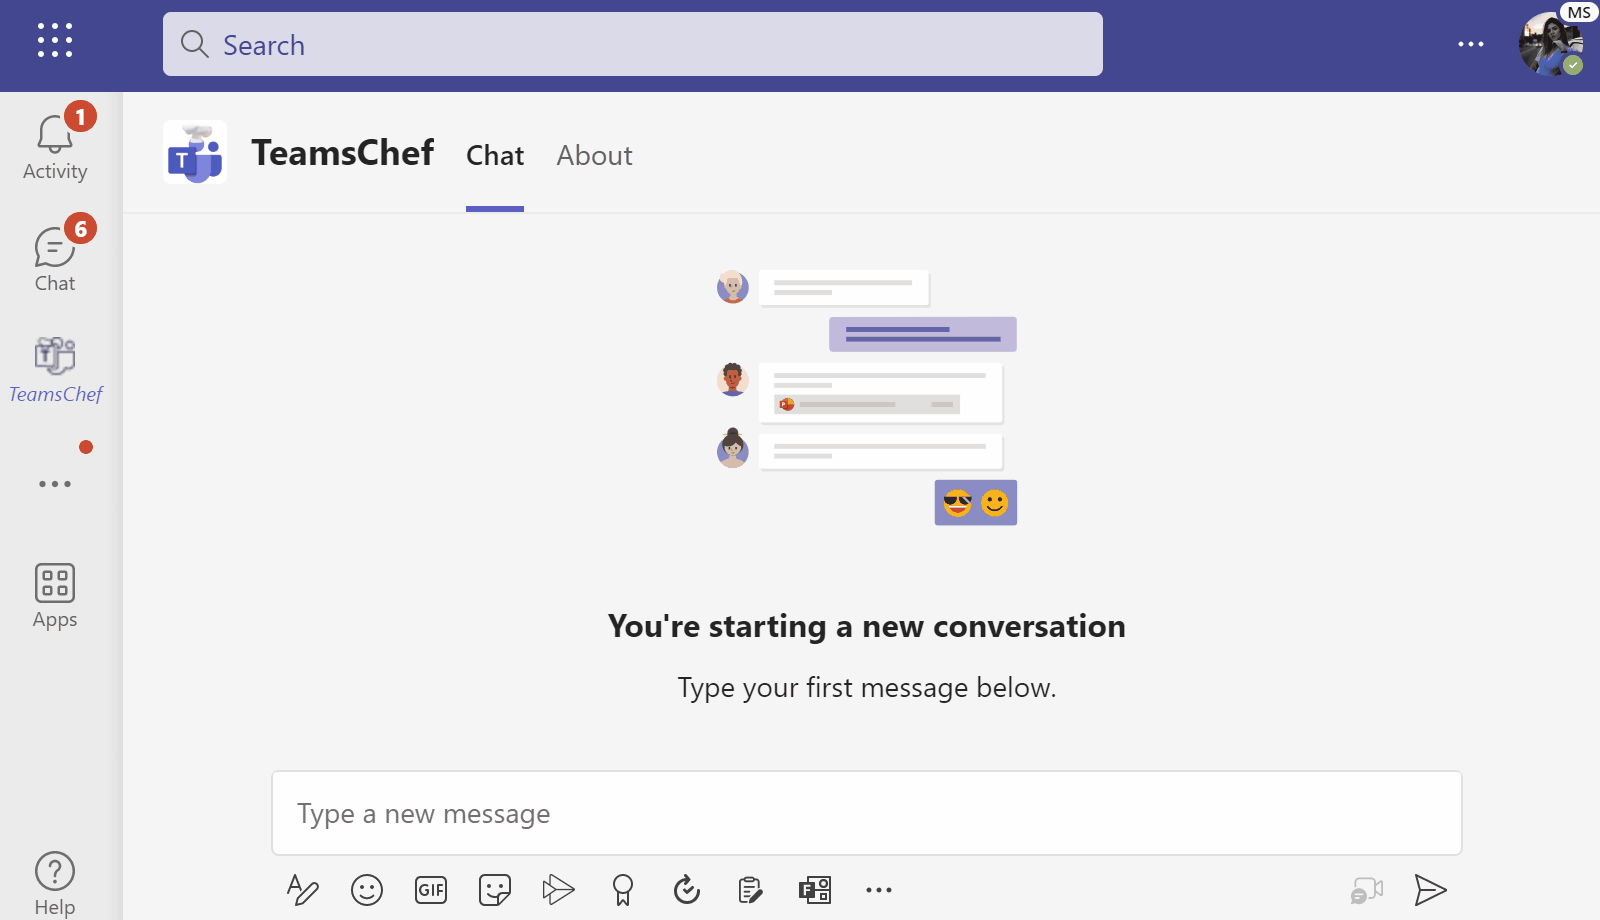 Search
MS
1
Activity
6
Chat
TeamsChef
Apps
Help
T
TeamsChef
Chat
About
You're starting a new conversation
Type your first message below.
Type a new message
GIF